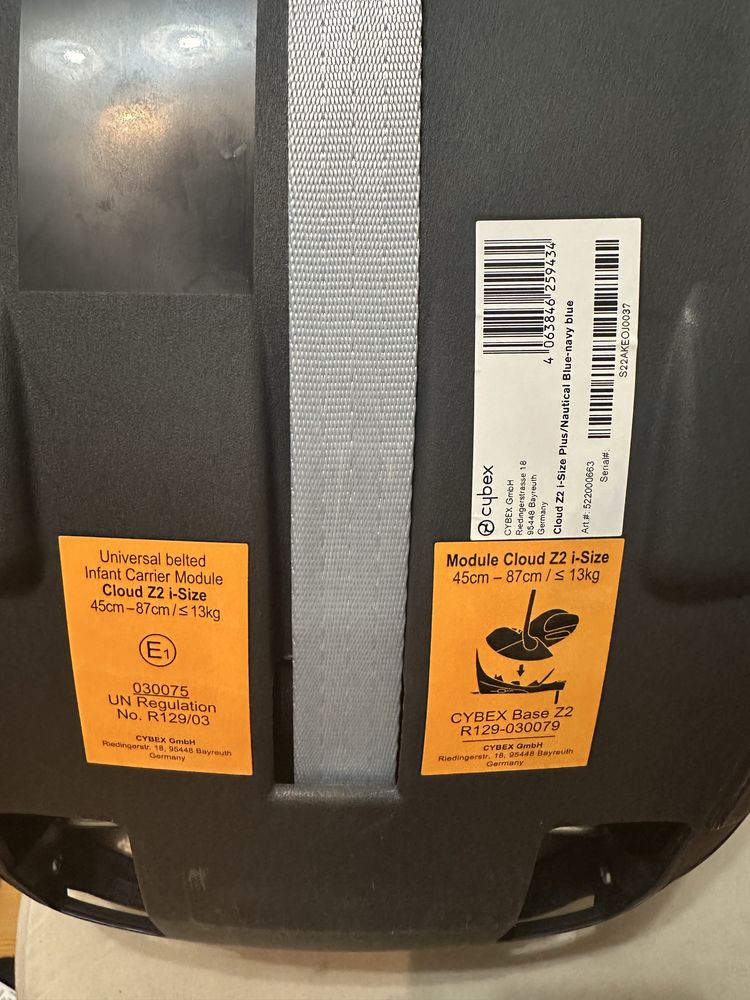 4 063846 259434
S22AKEOJ0037
cybex
CYBEX GmbH
Riedingerstrasse 18
95448 Bayreuth
Germany
Cloud Z2 i-Size Plus/Nautical Blue-navy blue
Art.#: 522000663
Serial#:
Universal belted
Infant Carrier Module
Cloud Z2 i-Size
45cm – 87cm / ≤ 13kg
E1
030075
UN Regulation
No. R129/03
CYBEX GmbH
Riedingerstr. 18, 95448 Bayreuth
Germany
Module Cloud Z2 i-Size
45cm – 87cm / ≤ 13kg
CYBEX Base Z2
R129-030079
CYBEX GmbH
Riedingerstr. 18, 95448 Bayreuth
Germany